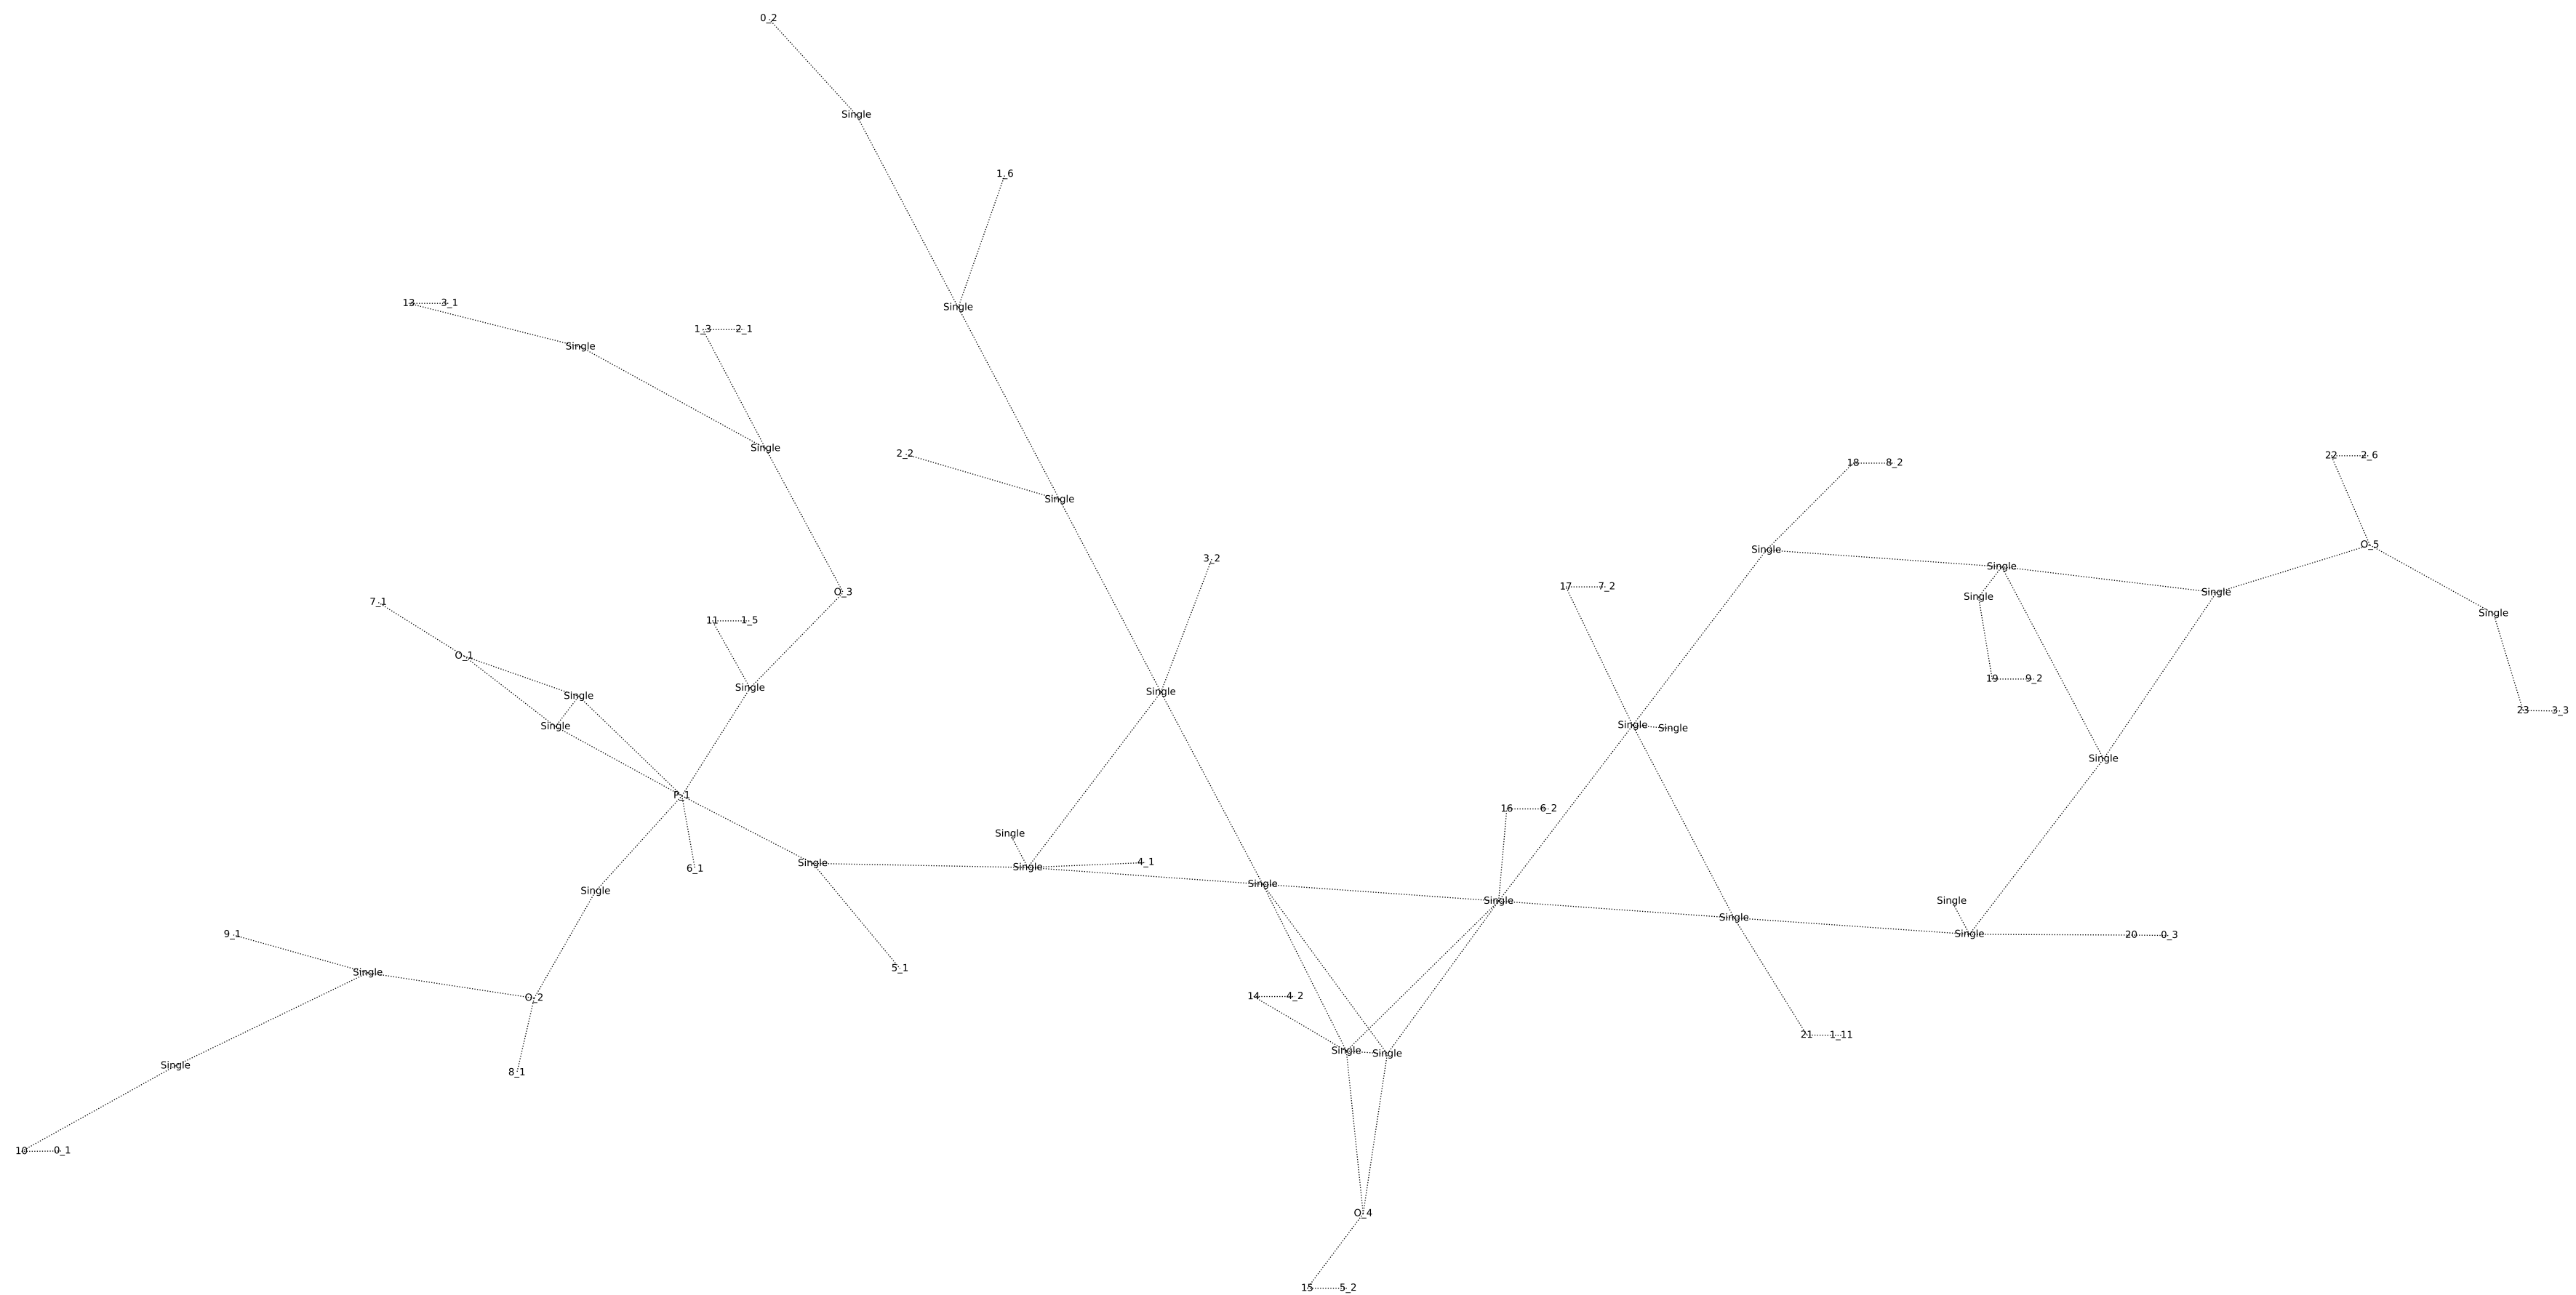 0_2
Single
1_6
Single
13 3_1
1_3 2_1
Single
Single
2_2
22 2_6
18 8_2
Single
O_5
Single
3_2
Single
17 7_2
O_3
Single
Single
7_1
Single
11 1_5
O_1
19 9_2
Single
Single
Single
23 3_3
Single
Single
Single
Single
P_1
16 6_2
Single
Single
4_1
Single
6_1
Single
Single
Single
Single
Single
9_1
Single
20 0_3
5_1
Single
14 4_2
O_2
21 1_11
Single
Single
Single
8_1
10 0_1
O_4
15 5_2